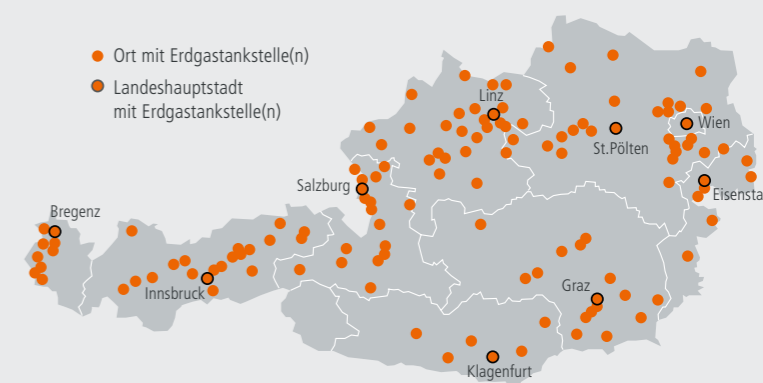 Ort mit Erdgastankstelle(n)
Landeshauptstadt
mit Erdgastankstelle(n)
Linz
Wien
St.Pölten
Salzburg
Eisensta
Bregenz
Innsbruck
Graz
Klagenfurt